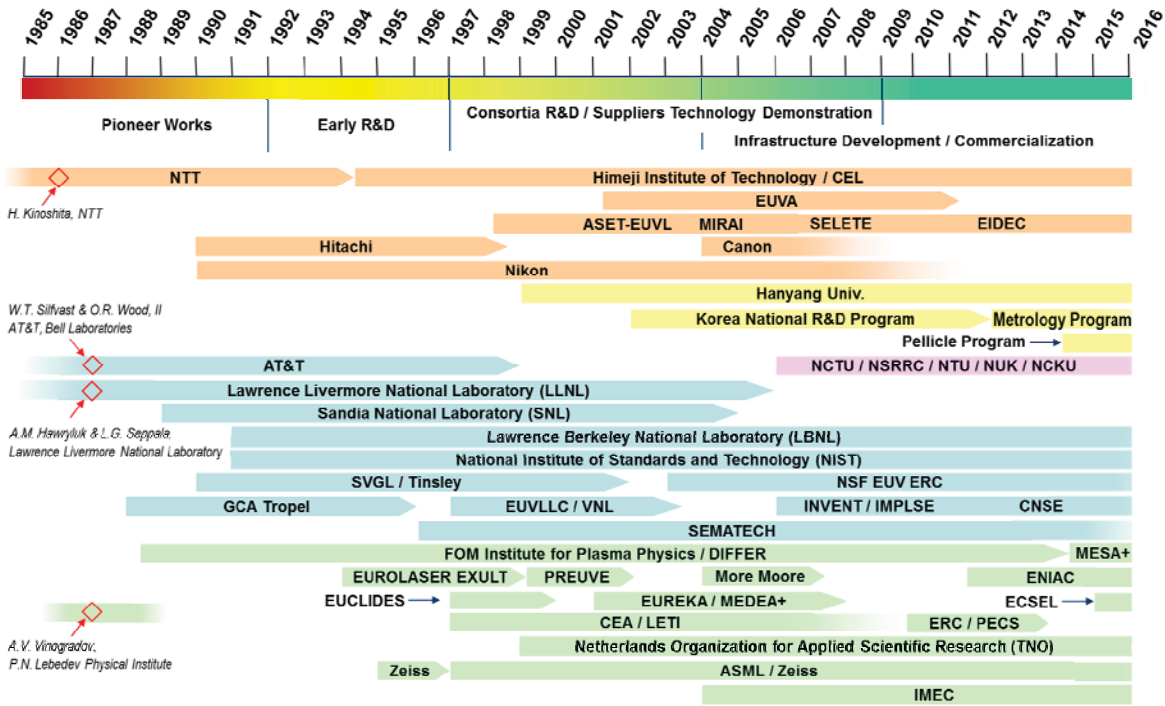 1985 1986 1987 1988 1989 1990 1991 1992 1993 1994 1995 1996 1997 1998 1999 2000 2001 2002 2003 2004 2005 2006 2007 2008 2009 2010 2011 2012 2013 2014 2015 2016
Consortia R&D / Suppliers Technology Demonstration
Pioneer Works
Early R&D
Infrastructure Development / Commercialization
NTT
Himeji Institute of Technology / CEL
H. Kinoshita, NTT
EUVA
ASET-EUVL MIRAI SELETE EIDEC
Hitachi
Canon
Nikon
Hanyang Univ.
W.T. Silfvast & O.R. Wood, II
AT&T, Bell Laboratories
Korea National R&D Program
Metrology Program
Pellicle Program
AT&T
NCTU / NSRRC / NTU / NUK / NCKU
Lawrence Livermore National Laboratory (LLNL)
Sandia National Laboratory (SNL)
A.M. Hawryluk & L.G. Seppala,
Lawrence Livermore National Laboratory
Lawrence Berkeley National Laboratory (LBNL)
National Institute of Standards and Technology (NIST)
SVGL / Tinsley
NSF EUV ERC
GCA Tropel
EUVLLC / VNL
INVENT / IMPLSE
CNSE
SEMATECH
FOM Institute for Plasma Physics / DIFFER
MESA+
EUROLASER EXULT
PREUVE
More Moore
ENIAC
EUCLIDES
EUREKA / MEDEA+
ECSEL
CEA / LETI
ERC / PECS
A.V. Vinogradov,
P.N. Lebedev Physical Institute
Netherlands Organization for Applied Scientific Research (TNO)
Zeiss
ASML / Zeiss
IMEC